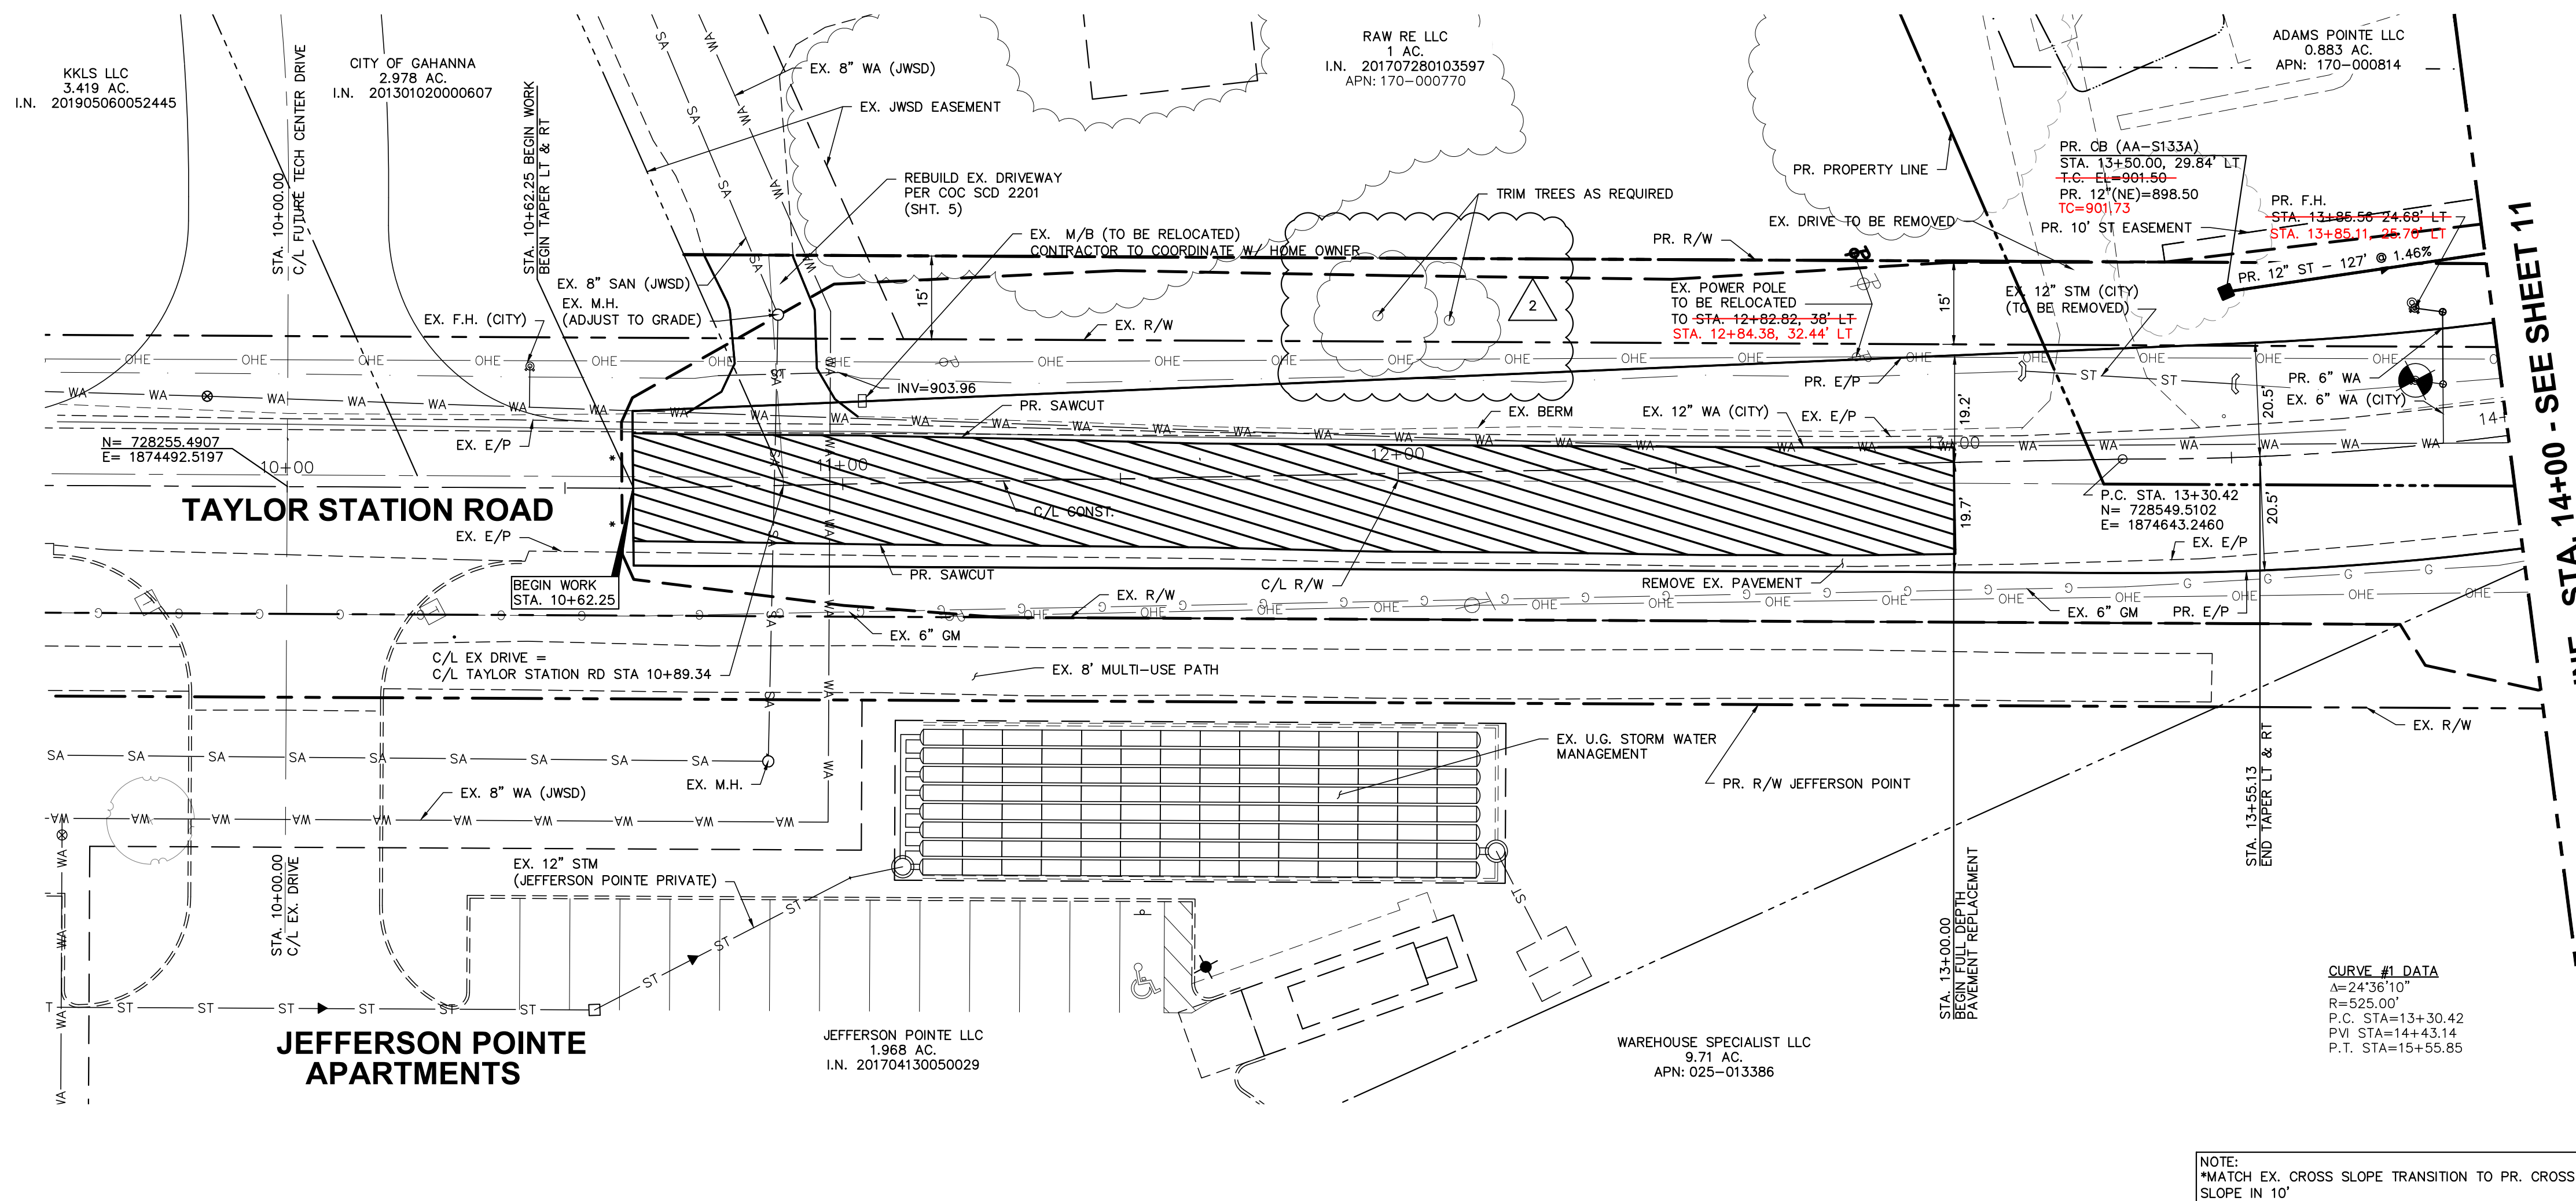 KKLS LLC
3.419 AC.
I.N. 201905060052445
STA. 10+00.00
C/L FUTURE TECH CENTER DRIVE
CITY OF GAHANNA
2.978 AC.
I.N. 201301020000607
STA. 10+62.25 BEGIN WORK
BEGIN TAPER LT & RT
EX. 8" WA (JWSD)
EX. JWSD EASEMENT
REBUILD EX. DRIVEWAY
PER COC SCD 2201
(SHT. 5)
EX. M/B (TO BE RELOCATED)
CONTRACTOR TO COORDINATE W/ HOME OWNER
RAW RE LLC
1 AC.
I.N. 201707280103597
APN: 170-000770
TRIM TREES AS REQUIRED
2
PR. R/W
PR. PROPERTY LINE
EX. DRIVE TO BE REMOVED
ADAMS POINTE LLC
0.883 AC.
APN: 170-000814
PR. CB (AA-S133A)
STA. 13+50.00, 29.84' LT
T.C. EL=901.50
PR. 12"(NE)=898.50
TC=901.73
PR. 10' ST EASEMENT
PR. F.H.
STA. 13+85.56 24.68' LT
STA. 13+85.11, 25.70' LT
PR. 12" ST - 127' @ 1.46%
EX. 8" SAN (JWSD)
EX. M.H.
(ADJUST TO GRADE)
EX. F.H. (CITY)
15'
EX. R/W
EX. POWER POLE
TO BE RELOCATED
TO STA. 12+82.82, 38' LT
STA. 12+84.38, 32.44' LT
15'
EX. 12" STM (CITY)
(TO BE REMOVED)
INV=903.96
PR. SAWCUT
EX. BERM
EX. 12" WA (CITY)
EX. E/P
PR. E/P
19.2'
20.5'
PR. 6" WA
EX. 6" WA (CITY)
EX. E/P
N= 728255.4907
E= 1874492.5197
10+00
11+00
12+00
13+00
14+
TAYLOR STATION ROAD
C/L CONST.
19.7'
20.5'
P.C. STA. 13+30.42
N= 728549.5102
E= 1874643.2460
EX. E/P
EX. E/P
BEGIN WORK
STA. 10+62.25
PR. SAWCUT
C/L R/W
REMOVE EX. PAVEMENT
EX. R/W
EX. 6" GM
EX. 6" GM
PR. E/P
C/L EX DRIVE =
C/L TAYLOR STATION RD STA 10+89.34
EX. 8' MULTI-USE PATH
EX. U.G. STORM WATER
MANAGEMENT
PR. R/W JEFFERSON POINT
EX. R/W
STA. 13+55.13
END TAPER LT & RT
EX. M.H.
EX. 8" WA (JWSD)
STA. 10+00.00
C/L EX. DRIVE
EX. 12" STM
(JEFFERSON POINTE PRIVATE)
STA. 13+00.00
BEGIN FULL DEPTH
PAVEMENT REPLACEMENT
JEFFERSON POINTE
APARTMENTS
JEFFERSON POINTE LLC
1.968 AC.
I.N. 201704130050029
WAREHOUSE SPECIALIST LLC
9.71 AC.
APN: 025-013386
CURVE #1 DATA
Δ=24°36'10"
R=525.00'
P.C. STA=13+30.42
PVI STA=14+43.14
P.T. STA=15+55.85
STA. 14+00 - SEE SHEET 11
NOTE:
*MATCH EX. CROSS SLOPE TRANSITION TO PR. CROSS
SLOPE IN 10'